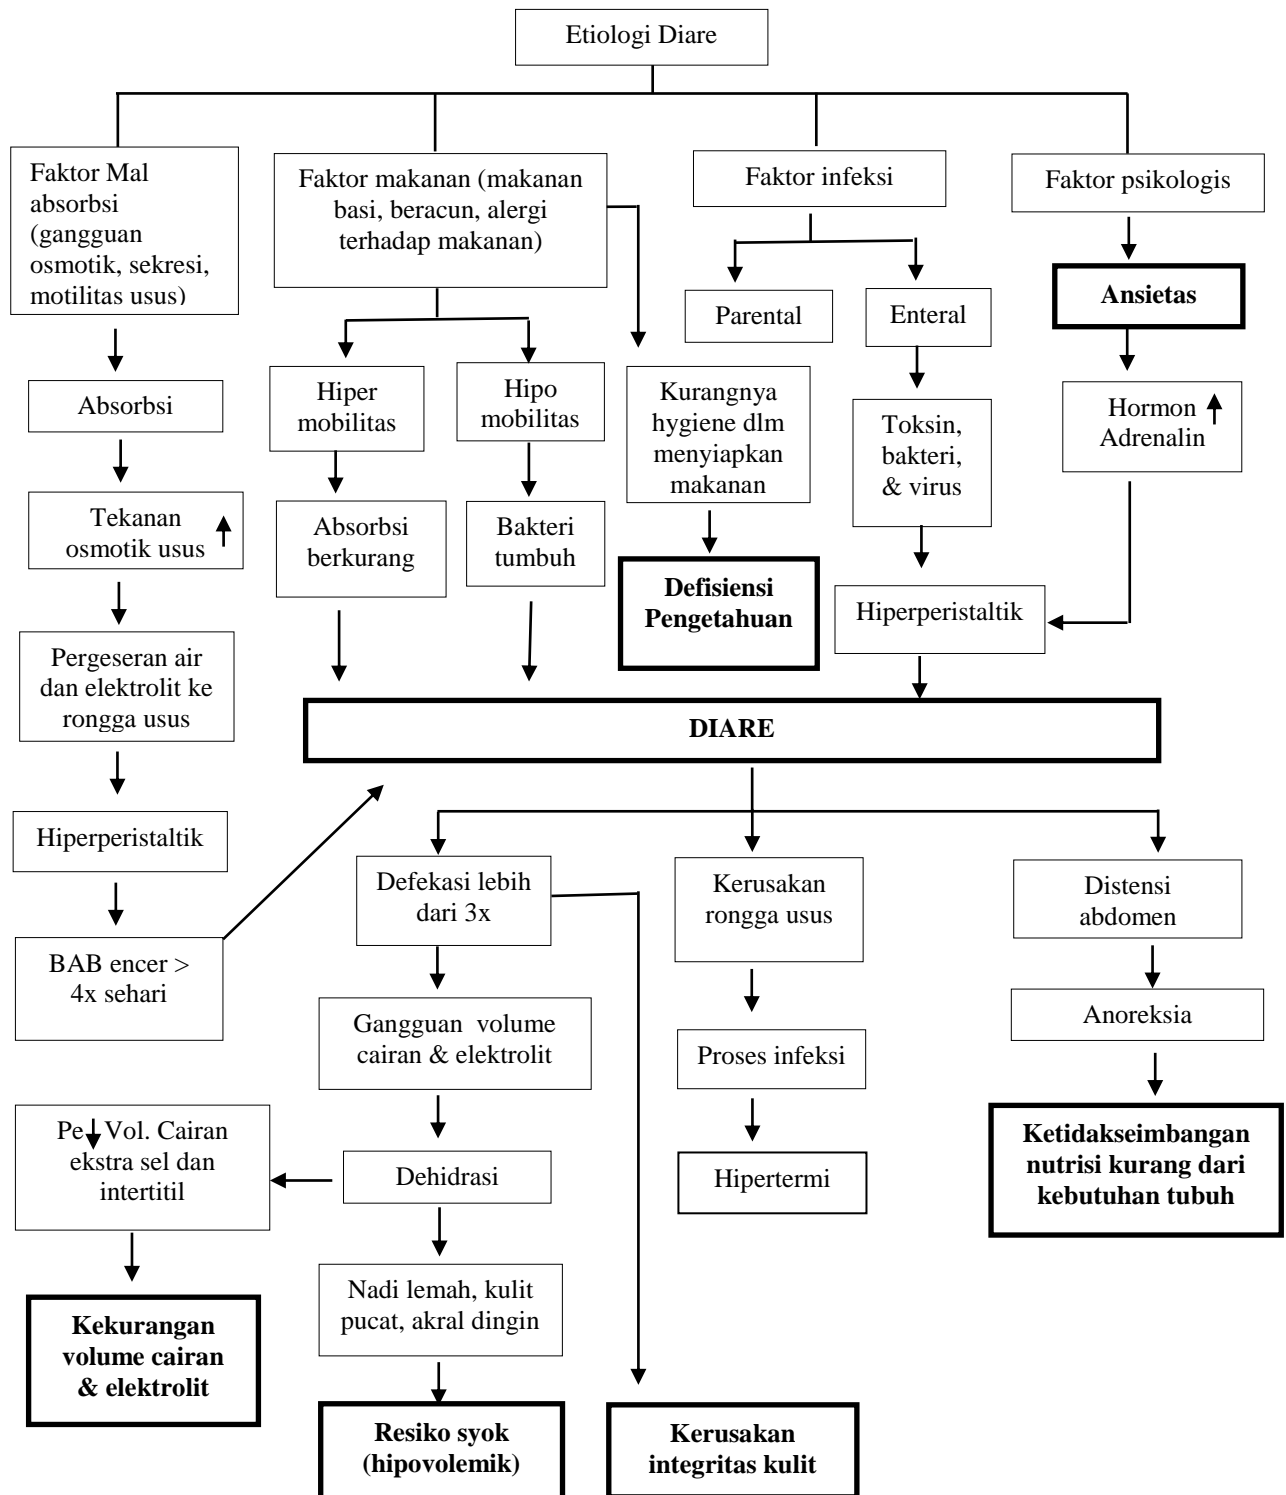 Etiologi Diare
Faktor Mal
absorbsi
(gangguan
osmotik, sekresi,
motilitas usus)
Faktor makanan (makanan
basi, beracun, alergi
terhadap makanan)
Faktor infeksi
Faktor psikologis
Parental
Enteral
Ansietas
Absorbsi
Hiper
mobilitas
Hipo
mobilitas
Kurangnya
hygiene dlm
menyiapkan
makanan
Toksin,
bakteri,
& virus
Hormon
Adrenalin
Tekanan
osmotik usus
Absorbsi
berkurang
Bakteri
tumbuh
Defisiensi
Pengetahuan
Hiperperistaltik
Pergeseran air
dan elektrolit ke
rongga usus
DIARE
Hiperperistaltik
Defekasi lebih
dari 3x
Kerusakan
rongga usus
Distensi
abdomen
BAB encer >
4x sehari
Gangguan  volume
cairan & elektrolit
Proses infeksi
Anoreksia
Pe Vol. Cairan
ekstra sel dan
intertitil
Dehidrasi
Hipertermi
Ketidakseimbangan
nutrisi kurang dari
kebutuhan tubuh
Nadi lemah, kulit
pucat, akral dingin
Kekurangan
volume cairan
& elektrolit
Resiko syok
(hipovolemik)
Kerusakan
integritas kulit